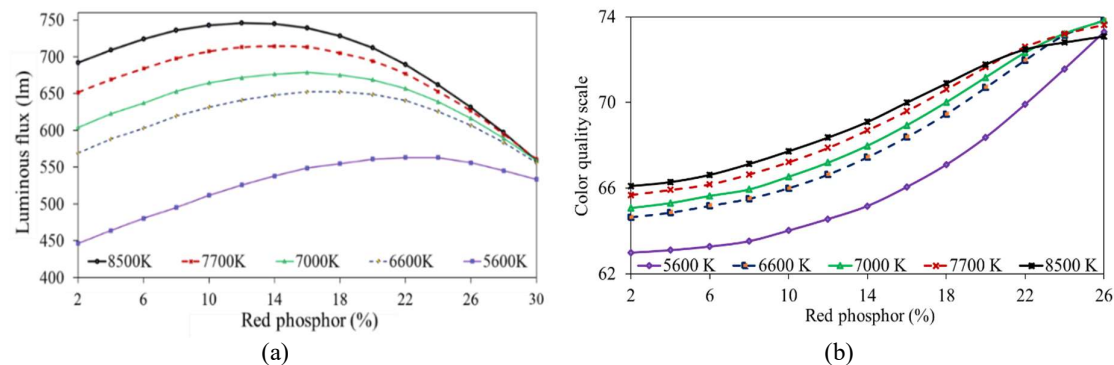 750
700
650
600
550
500
450
400
Luminous flux (lm)
8500K 7700K 7000K 6600K 5600K
2 6 10 14 18 22 26 30
Red phosphor (%)
(a)
74
70
66
62
Color quality scale
5600 K 6600 K 7000 K 7700 K 8500 K
2 6 10 14 18 22 26
Red phosphor (%)
(b)